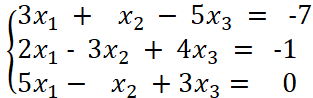 3x₁ + x₂ − 5x₃ = -7
2x₁ - 3x₂ + 4x₃ = -1
5x₁ − x₂ + 3x₃ = 0